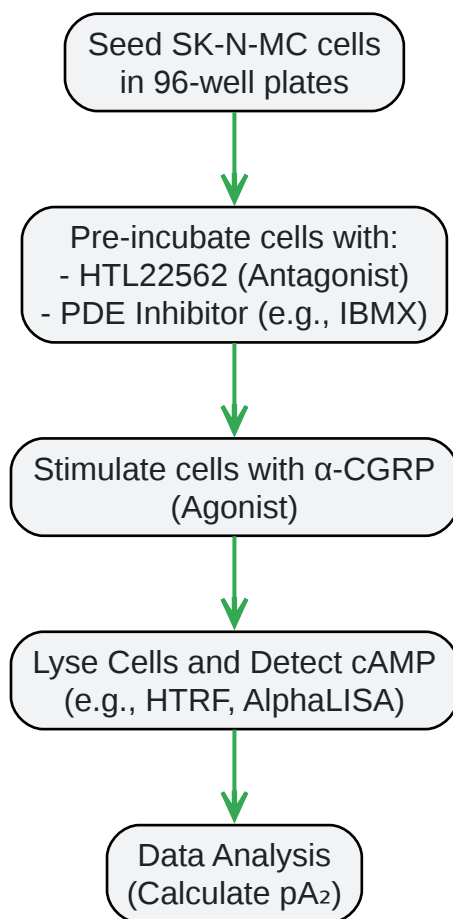 Seed SK-N-MC cells
in 96-well plates
Pre-incubate cells with:
- HTL22562 (Antagonist)
- PDE Inhibitor (e.g., IBMX)
Stimulate cells with α-CGRP
(Agonist)
Lyse Cells and Detect cAMP
(e.g., HTRF, AlphaLISA)
Data Analysis
(Calculate pA₂)